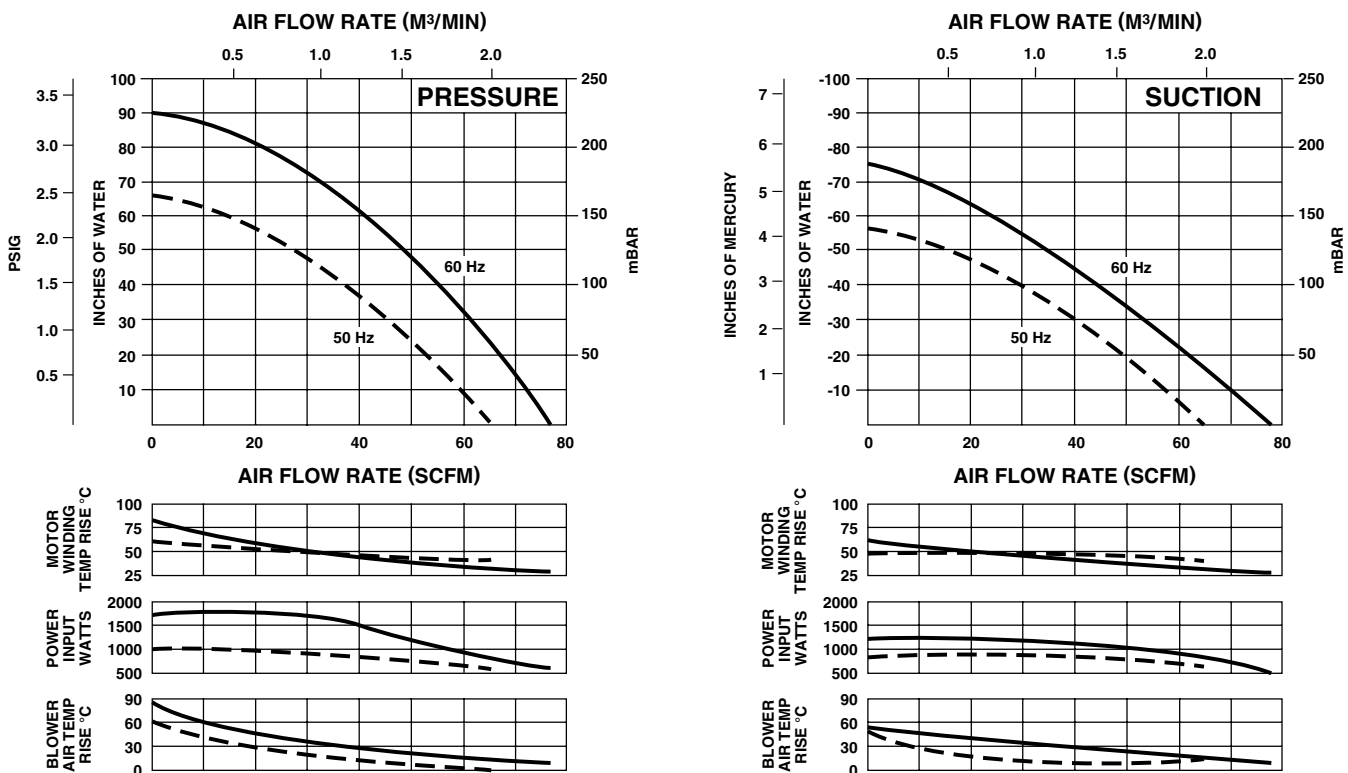 AIR FLOW RATE (M³/MIN)
0.5 1.0 1.5 2.0
PRESSURE
PSIG
3.5
3.0
2.5
2.0
1.5
1.0
0.5
INCHES OF WATER
100
90
80
70
60
50
40
30
20
10
mBAR
250
200
150
100
50
60 Hz
50 Hz
0 20 40 60 80
AIR FLOW RATE (SCFM)
MOTOR
WINDING
TEMP RISE °C
100
75
50
25
POWER
INPUT
WATTS
2000
1500
1000
500
BLOWER
AIR TEMP
RISE °C
90
60
30
0
AIR FLOW RATE (M³/MIN)
0.5 1.0 1.5 2.0
SUCTION
INCHES OF MERCURY
7
6
5
4
3
2
1
INCHES OF WATER
-100
-90
-80
-70
-60
-50
-40
-30
-20
-10
mBAR
250
200
150
100
50
60 Hz
50 Hz
0 20 40 60 80
AIR FLOW RATE (SCFM)
MOTOR
WINDING
TEMP RISE °C
100
75
50
25
POWER
INPUT
WATTS
2000
1500
1000
500
BLOWER
AIR TEMP
RISE °C
90
60
30
0